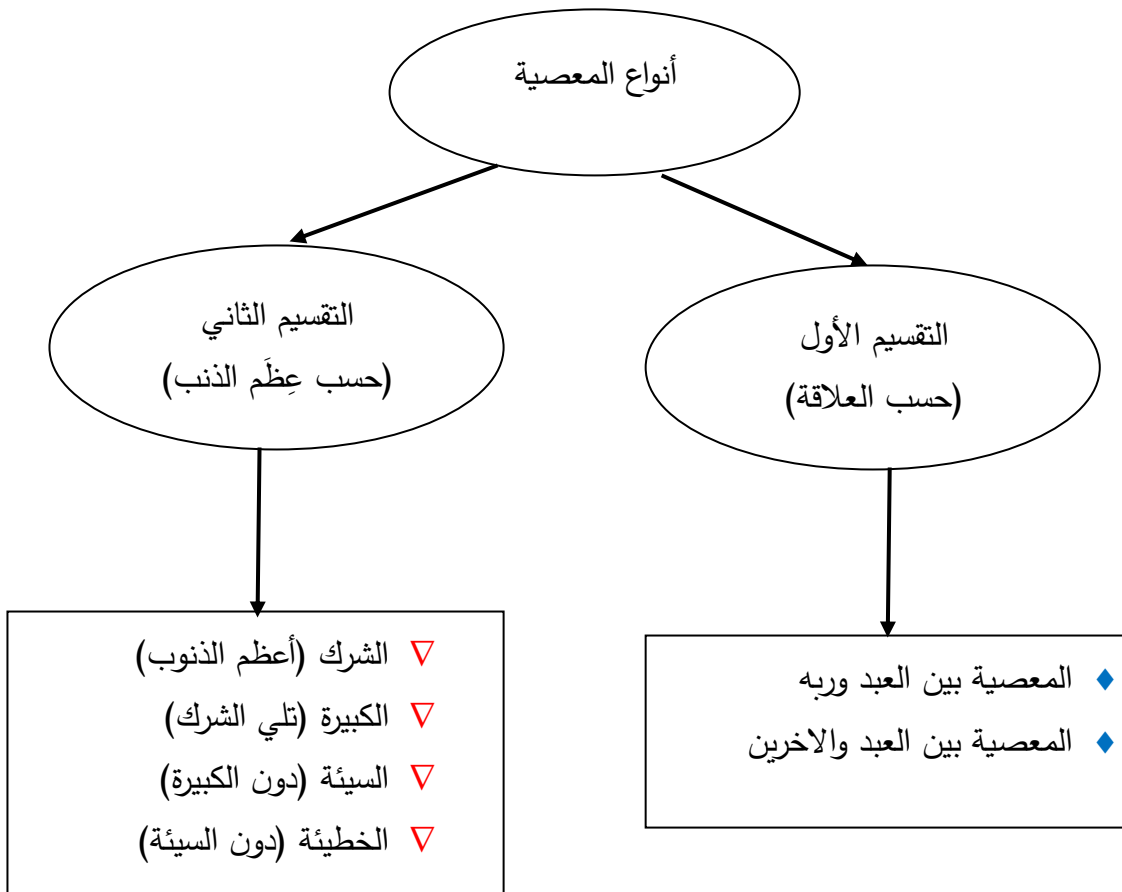 أنواع المعصية
التقسيم الأول
(حسب العلاقة)
التقسيم الثاني
(حسب عِظَم الذنب)
♦ المعصية بين العبد وربه
♦ المعصية بين العبد والاخرين
∇ الشرك (أعظم الذنوب)
∇ الكبيرة (تلي الشرك)
∇ السيئة (دون الكبيرة)
∇ الخطيئة (دون السيئة)